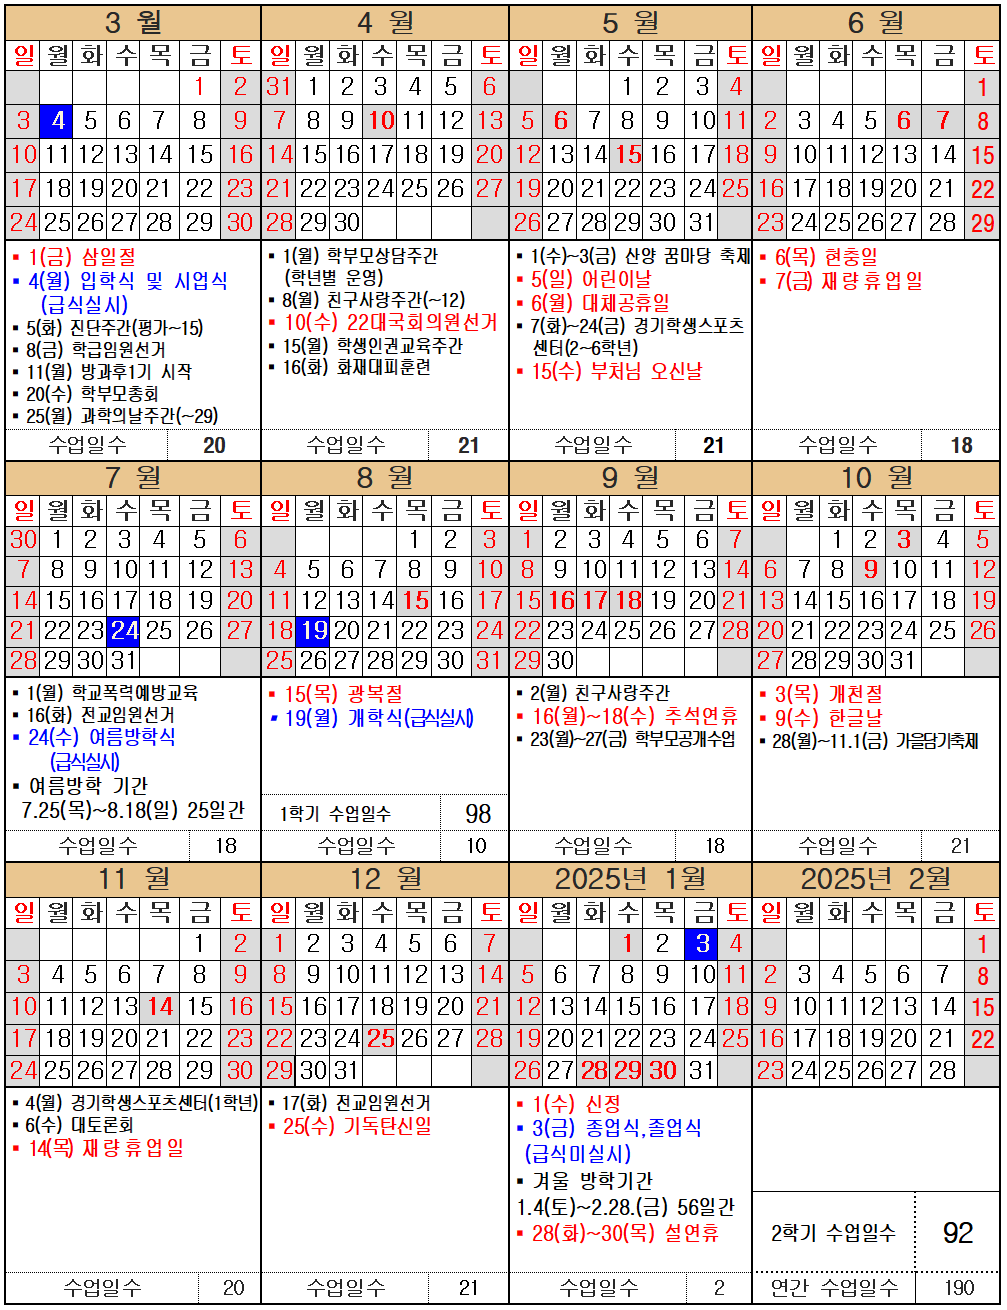 3 월
일 월 화 수 목 금 토
1 2
3 4 5 6 7 8 9
10 11 12 13 14 15 16
17 18 19 20 21 22 23
24 25 26 27 28 29 30
▪ 1(금) 삼일절
▪ 4(월) 입학식 및 시업식
(급식실시)
▪ 5(화) 진단주간(평가~15)
▪ 8(금) 학급임원선거
▪ 11(월) 방과후1기 시작
▪ 20(수) 학부모총회
▪ 25(월) 과학의날주간(~29)
수업일수 20
4 월
일 월 화 수 목 금 토
31 1 2 3 4 5 6
7 8 9 10 11 12 13
14 15 16 17 18 19 20
21 22 23 24 25 26 27
28 29 30
▪ 1(월) 학부모상담주간
(학년별 운영)
▪ 8(월) 친구사랑주간(~12)
▪ 10(수) 22대국회의원선거
▪ 15(월) 학생인권교육주간
▪ 16(화) 화재대피훈련
수업일수 21
5 월
일 월 화 수 목 금 토
1 2 3 4
5 6 7 8 9 10 11
12 13 14 15 16 17 18
19 20 21 22 23 24 25
26 27 28 29 30 31
▪ 1(수)~3(금) 산양 꿈마당 축제
▪ 5(일) 어린이날
▪ 6(월) 대체공휴일
▪ 7(화)~24(금) 경기학생스포츠
센터(2~6학년)
▪ 15(수) 부처님 오신날
수업일수 21
6 월
일 월 화 수 목 금 토
1
2 3 4 5 6 7 8
9 10 11 12 13 14 15
16 17 18 19 20 21 22
23 24 25 26 27 28 29
▪ 6(목) 현충일
▪ 7(금) 재량휴업일
수업일수 18
7 월
일 월 화 수 목 금 토
30 1 2 3 4 5 6
7 8 9 10 11 12 13
14 15 16 17 18 19 20
21 22 23 24 25 26 27
28 29 30 31
▪ 1(월) 학교폭력예방교육
▪ 16(화) 전교임원선거
▪ 24(수) 여름방학식
(급식실시)
▪ 여름방학 기간
7.25(목)~8.18(일) 25일간
수업일수 18
8 월
일 월 화 수 목 금 토
1 2 3
4 5 6 7 8 9 10
11 12 13 14 15 16 17
18 19 20 21 22 23 24
25 26 27 28 29 30 31
▪ 15(목) 광복절
▪ 19(월) 개학식(급식실시)
1학기 수업일수 98
수업일수 10
9 월
일 월 화 수 목 금 토
1 2 3 4 5 6 7
8 9 10 11 12 13 14
15 16 17 18 19 20 21
22 23 24 25 26 27 28
29 30
▪ 2(월) 친구사랑주간
▪ 16(월)~18(수) 추석연휴
▪ 23(월)~27(금) 학부모공개수업
수업일수 18
10 월
일 월 화 수 목 금 토
1 2 3 4 5
6 7 8 9 10 11 12
13 14 15 16 17 18 19
20 21 22 23 24 25 26
27 28 29 30 31
▪ 3(목) 개천절
▪ 9(수) 한글날
▪ 28(월)~11.1(금) 가을담기축제
수업일수 21
11 월
일 월 화 수 목 금 토
1 2
3 4 5 6 7 8 9
10 11 12 13 14 15 16
17 18 19 20 21 22 23
24 25 26 27 28 29 30
▪ 4(월) 경기학생스포츠센터(1학년)
▪ 6(수) 대토론회
▪ 14(목) 재량휴업일
수업일수 20
12 월
일 월 화 수 목 금 토
1 2 3 4 5 6 7
8 9 10 11 12 13 14
15 16 17 18 19 20 21
22 23 24 25 26 27 28
29 30 31
▪ 17(화) 전교임원선거
▪ 25(수) 기독탄신일
수업일수 21
2025년 1월
일 월 화 수 목 금 토
1 2 3 4
5 6 7 8 9 10 11
12 13 14 15 16 17 18
19 20 21 22 23 24 25
26 27 28 29 30 31
▪ 1(수) 신정
▪ 3(금) 종업식,졸업식
(급식미실시)
▪ 겨울 방학기간
1.4(토)~2.28.(금) 56일간
▪ 28(화)~30(목) 설연휴
수업일수 2
2025년 2월
일 월 화 수 목 금 토
1
2 3 4 5 6 7 8
9 10 11 12 13 14 15
16 17 18 19 20 21 22
23 24 25 26 27 28
2학기 수업일수 92
연간 수업일수 190